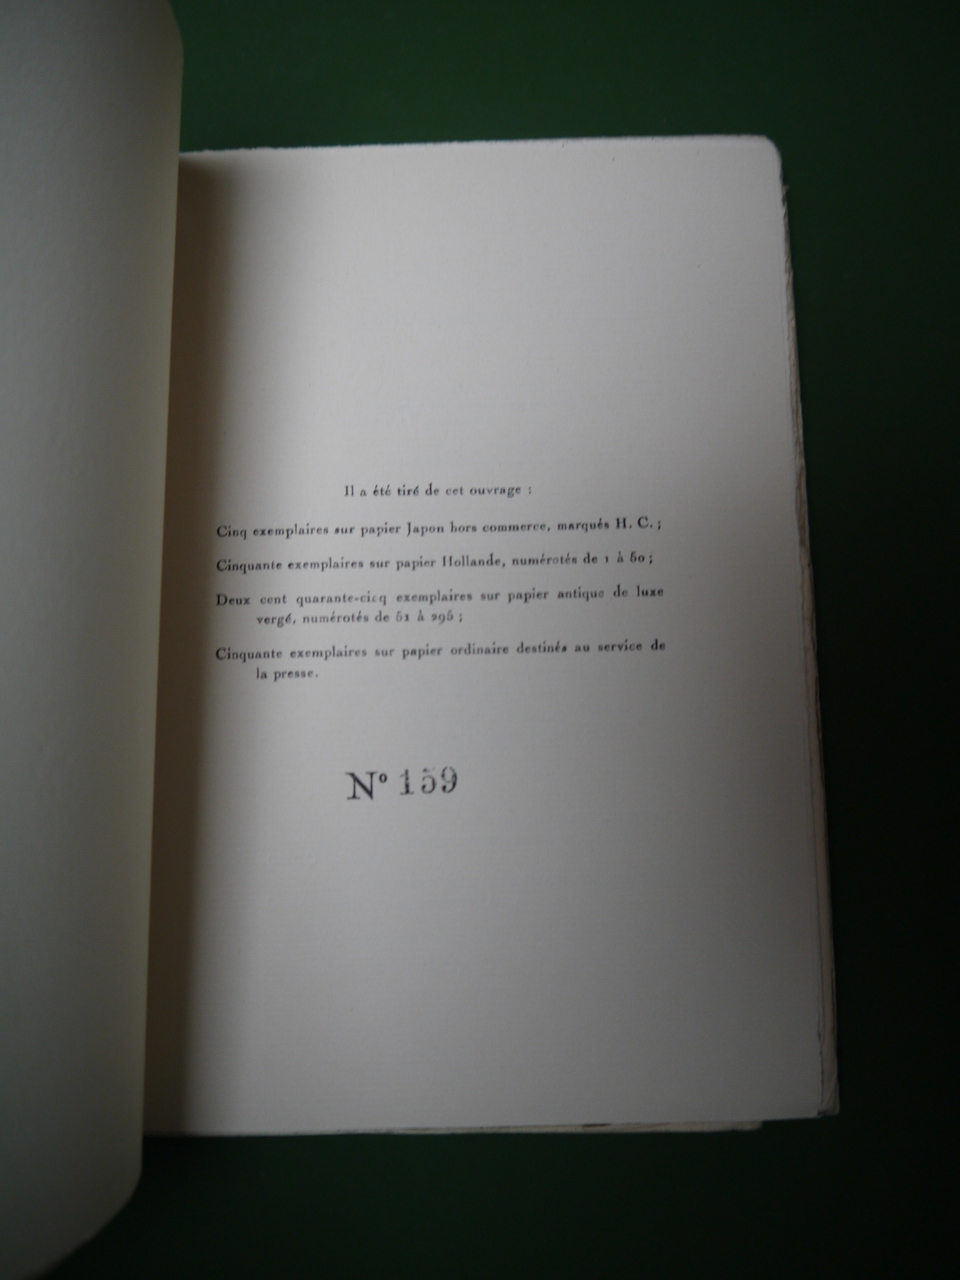 Il a été tiré de cet ouvrage :
Cinq exemplaires sur papier Japon hors commerce, marqués H. C. ;
Cinquante exemplaires sur papier Hollande, numérotés de 1 à 50 ;
Deux cent quarante-cinq exemplaires sur papier antique de luxe
vergé, numérotés de 51 à 295 ;
Cinquante exemplaires sur papier ordinaire destinés au service de
la presse.
Nº 159